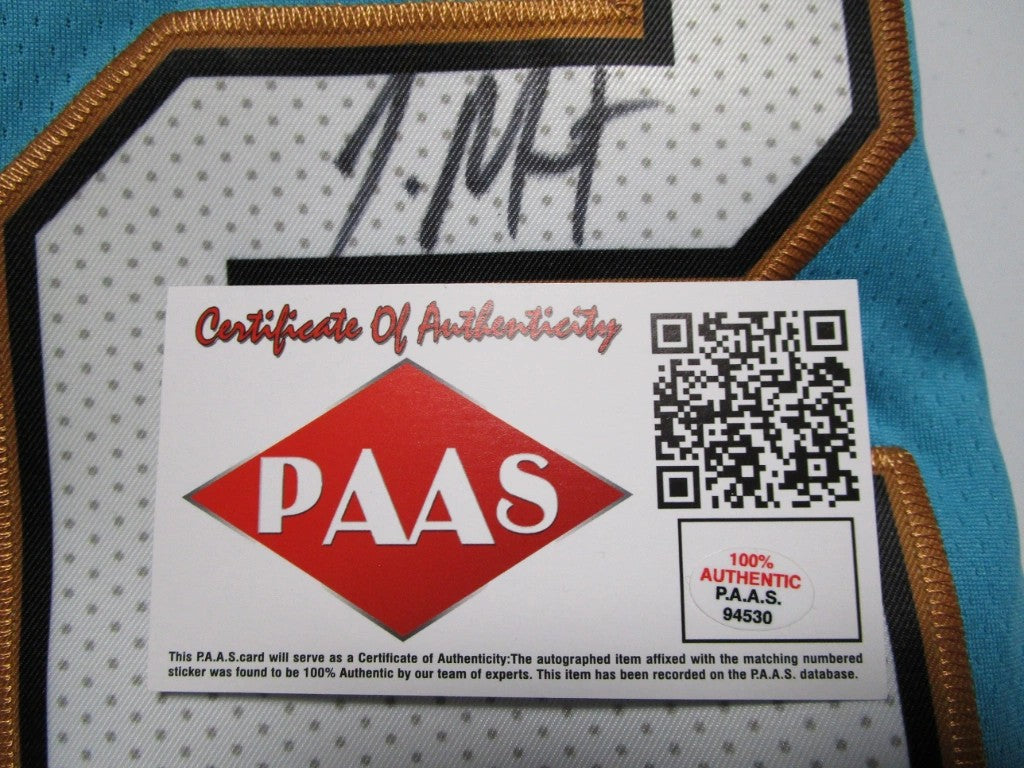 J. Mt
Certificate Of Authenticity
PAAS
100%
AUTHENTIC
P.A.A.S.
94530
This P.A.A.S.card will serve as a Certificate of Authenticity:The autographed item affixed with the matching numbered
sticker was found to be 100% Authentic by our team of experts. This item has been recorded on the P.A.A.S. database.